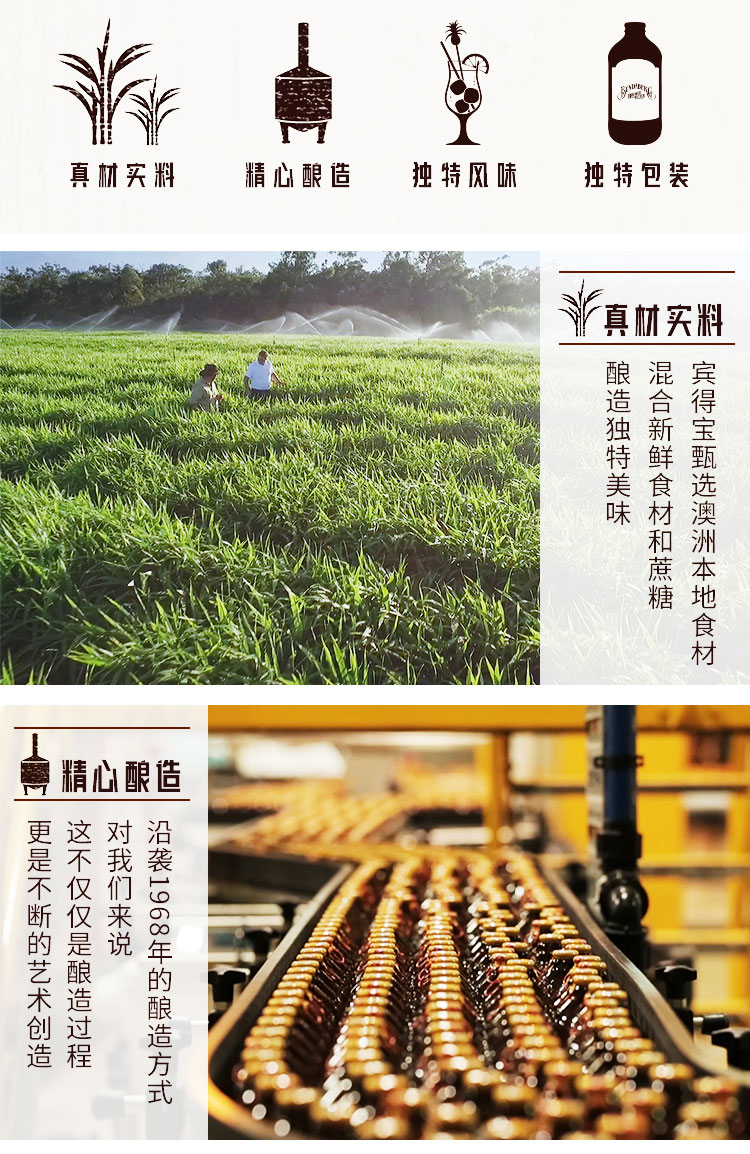 真材实料
精心酿造
独特风味
独特包装
BUNDABERG
真材实料
宾得宝甄选澳洲本地食材
混合新鲜食材和蔗糖
酿造独特美味
精心酿造
沿袭1968年的酿造方式
对我们来说
这不仅仅是酿造过程
更是不断的艺术创造